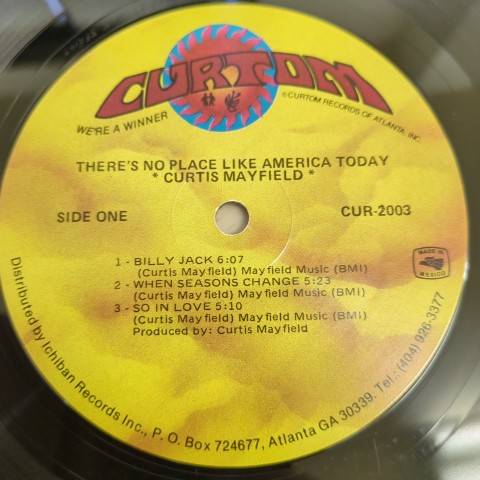 CURTOM
WE'RE A WINNER
©CURTOM RECORDS OF ATLANTA, INC.
THERE'S NO PLACE LIKE AMERICA TODAY
* CURTIS MAYFIELD *
SIDE ONE
CUR-2003
MADE IN
MEXICO
1 - BILLY JACK 6:07
(Curtis Mayfield) Mayfield Music (BMI)
2 - WHEN SEASONS CHANGE 5:23
(Curtis Mayfield) Mayfield Music (BMI)
3 - SO IN LOVE 5:10
(Curtis Mayfield) Mayfield Music (BMI)
Produced by: Curtis Mayfield
Distributed by Ichiban Records Inc., P. O. Box 724677, Atlanta GA 30339. Tel.: (404) 926-3377